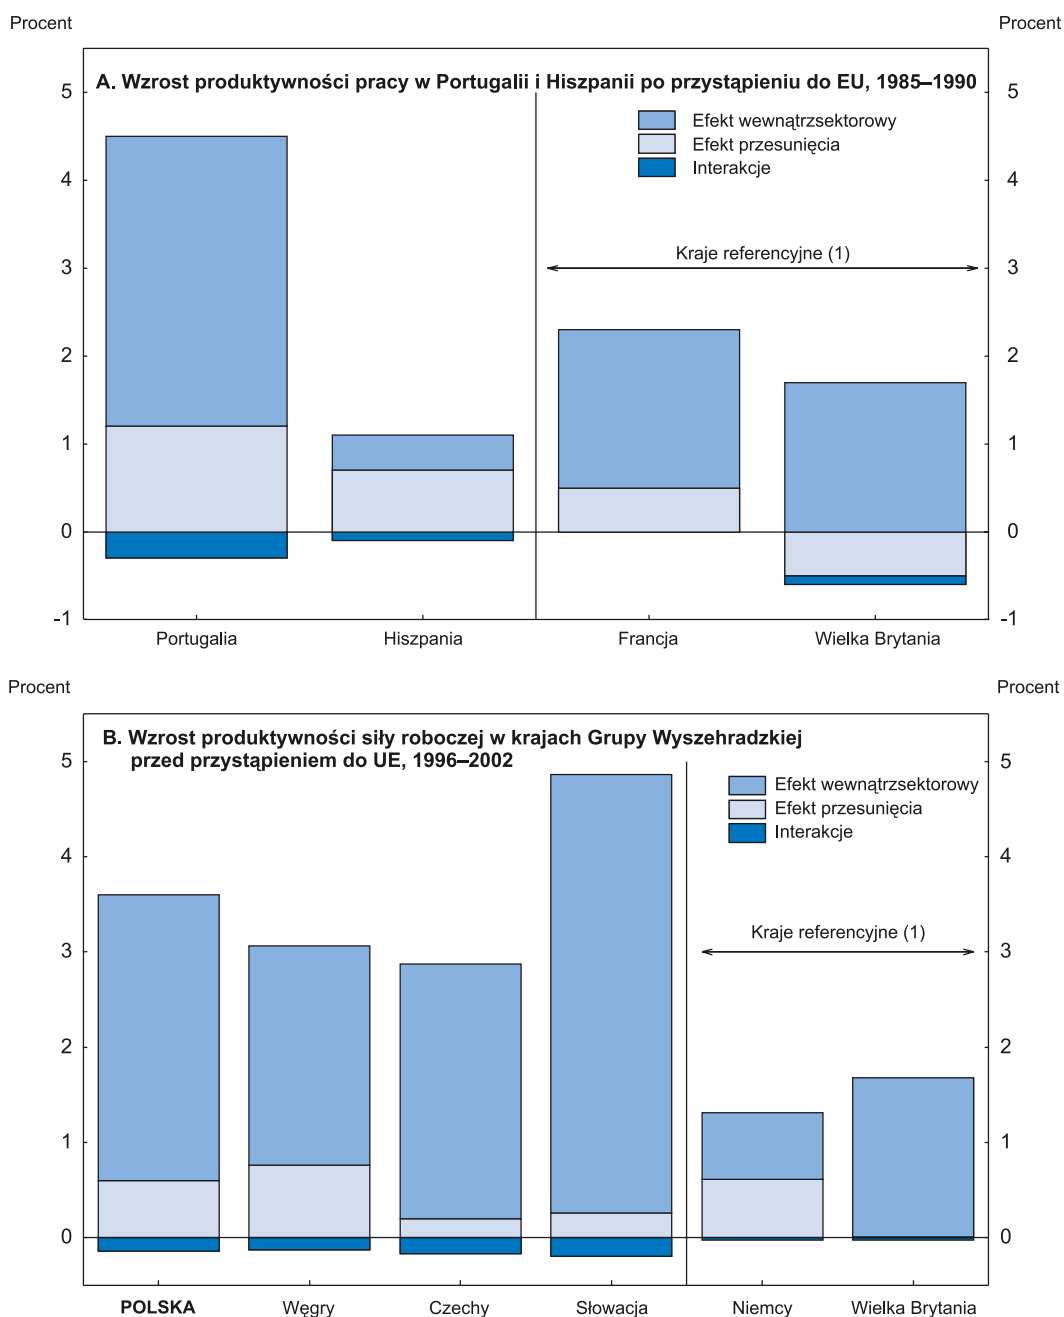 Procent
Procent
A. Wzrost produktywności pracy w Portugalii i Hiszpanii po przystąpieniu do EU, 1985–1990
5
5
Efekt wewnątrzsektorowy
Efekt przesunięcia
Interakcje
4
4
Kraje referencyjne (1)
3
3
2
2
1
1
0
0
-1
-1
Portugalia
Hiszpania
Francja
Wielka Brytania
Procent
Procent
B. Wzrost produktywności siły roboczej w krajach Grupy Wyszehradzkiej
przed przystąpieniem do UE, 1996–2002
5
5
Efekt wewnątrzsektorowy
Efekt przesunięcia
Interakcje
4
4
Kraje referencyjne (1)
3
3
2
2
1
1
0
0
POLSKA
Węgry
Czechy
Słowacja
Niemcy
Wielka Brytania